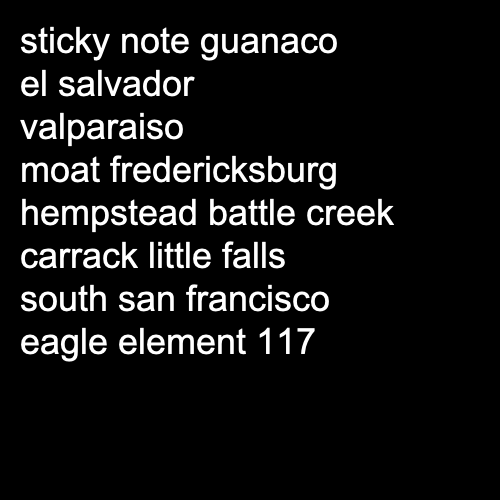 sticky note guanaco
el salvador
valparaiso
moat fredericksburg
hempstead battle creek
carrack little falls
south san francisco
eagle element 117